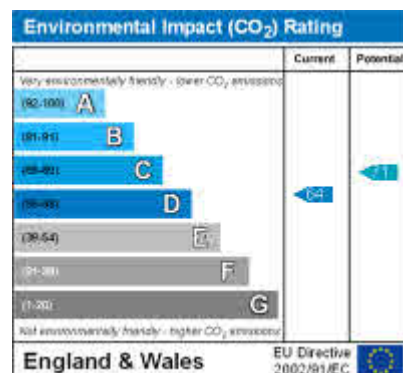 Environmental Impact (CO₂) Rating
Current Potential
Very environmentally friendly - lower CO₂ emissions
(92-100) A
(81-91) B
(69-80) C
(55-68) D
(39-54) E
(21-38) F
(1-20) G
64
71
Not environmentally friendly - higher CO₂ emissions
England & Wales
EU Directive
2002/91/EC